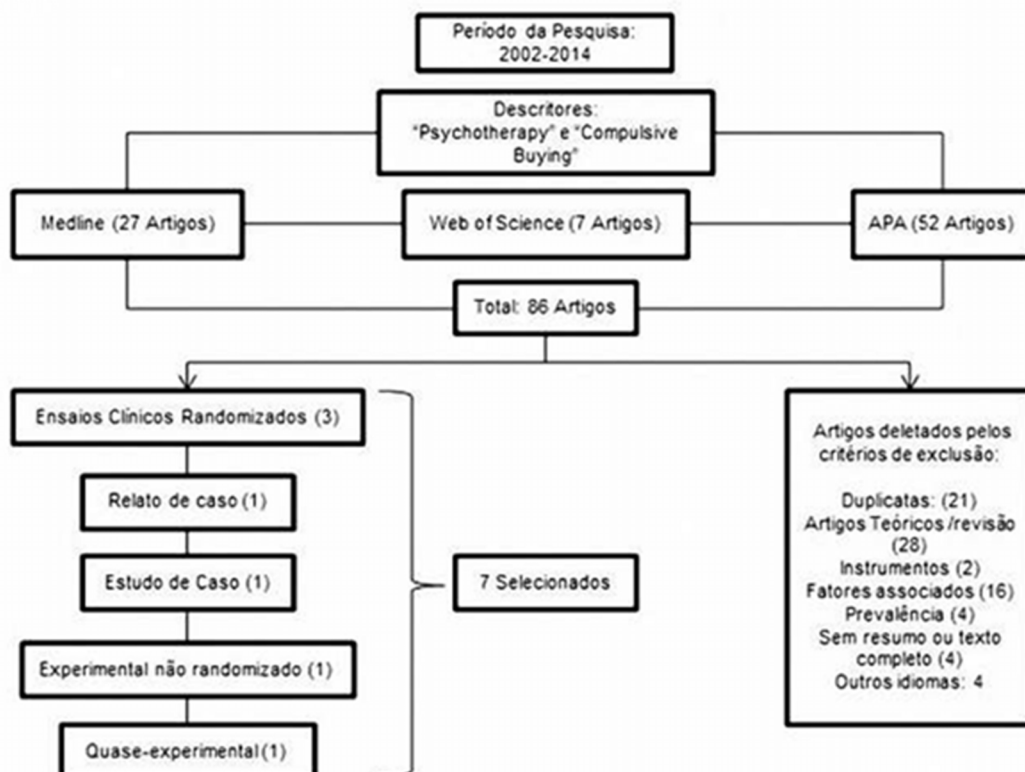 Período da Pesquisa:
2002-2014
Descritores:
"Psychotherapy" e "Compulsive
Buying"
Medline (27 Artigos)
Web of Science (7 Artigos)
APA (52 Artigos)
Total: 86 Artigos
Ensaios Clínicos Randomizados (3)
Relato de caso (1)
Estudo de Caso (1)
Experimental não randomizado (1)
Quase-experimental (1)
7 Selecionados
Artigos deletados pelos
critérios de exclusão:
Duplicatas: (21)
Artigos Teóricos /revisão
(28)
Instrumentos (2)
Fatores associados (16)
Prevalência (4)
Sem resumo ou texto
completo (4)
Outros idiomas: 4